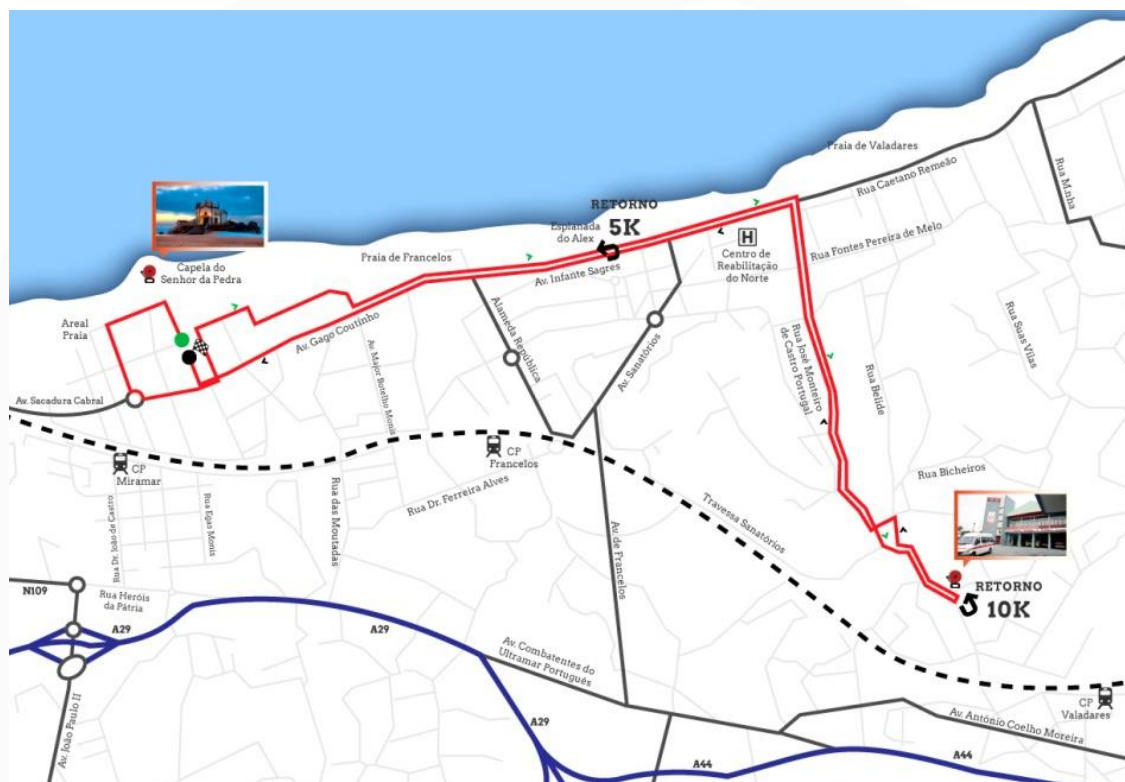 Praia de Valadares
Rua Caetano Remeão
Rua M.nha
RETORNO
5K
Esplanada
do Alex
Capela do
Senhor da Pedra
Praia de Francelos
H
Centro de
Reabilitação
do Norte
Rua Fontes Pereira de Melo
Av. Infante Sagres
Areal
Praia
Av. Gago Coutinho
Alameda República
Av. Sanatórios
Rua José Monteiro
de Castro Portugal
Rua Belide
Rua Suas Vilas
Av. Major Botelho Monis
Av. Sacadura Cabral
CP
Miramar
CP
Francelos
Rua Dr. Ferreira Alves
Rua Bicheiros
Rua Dr. João de Castro
Rua Egas Monis
Rua das Moutadas
Travessa Sanatórios
Av. de Francelos
RETORNO
10K
N109
Rua Heróis
da Pátria
A29
A29
Av. Combatentes do
Ultramar Português
CP
Valadares
Av. João Paulo II
A29
Av. António Coelho Moreira
A44
A44